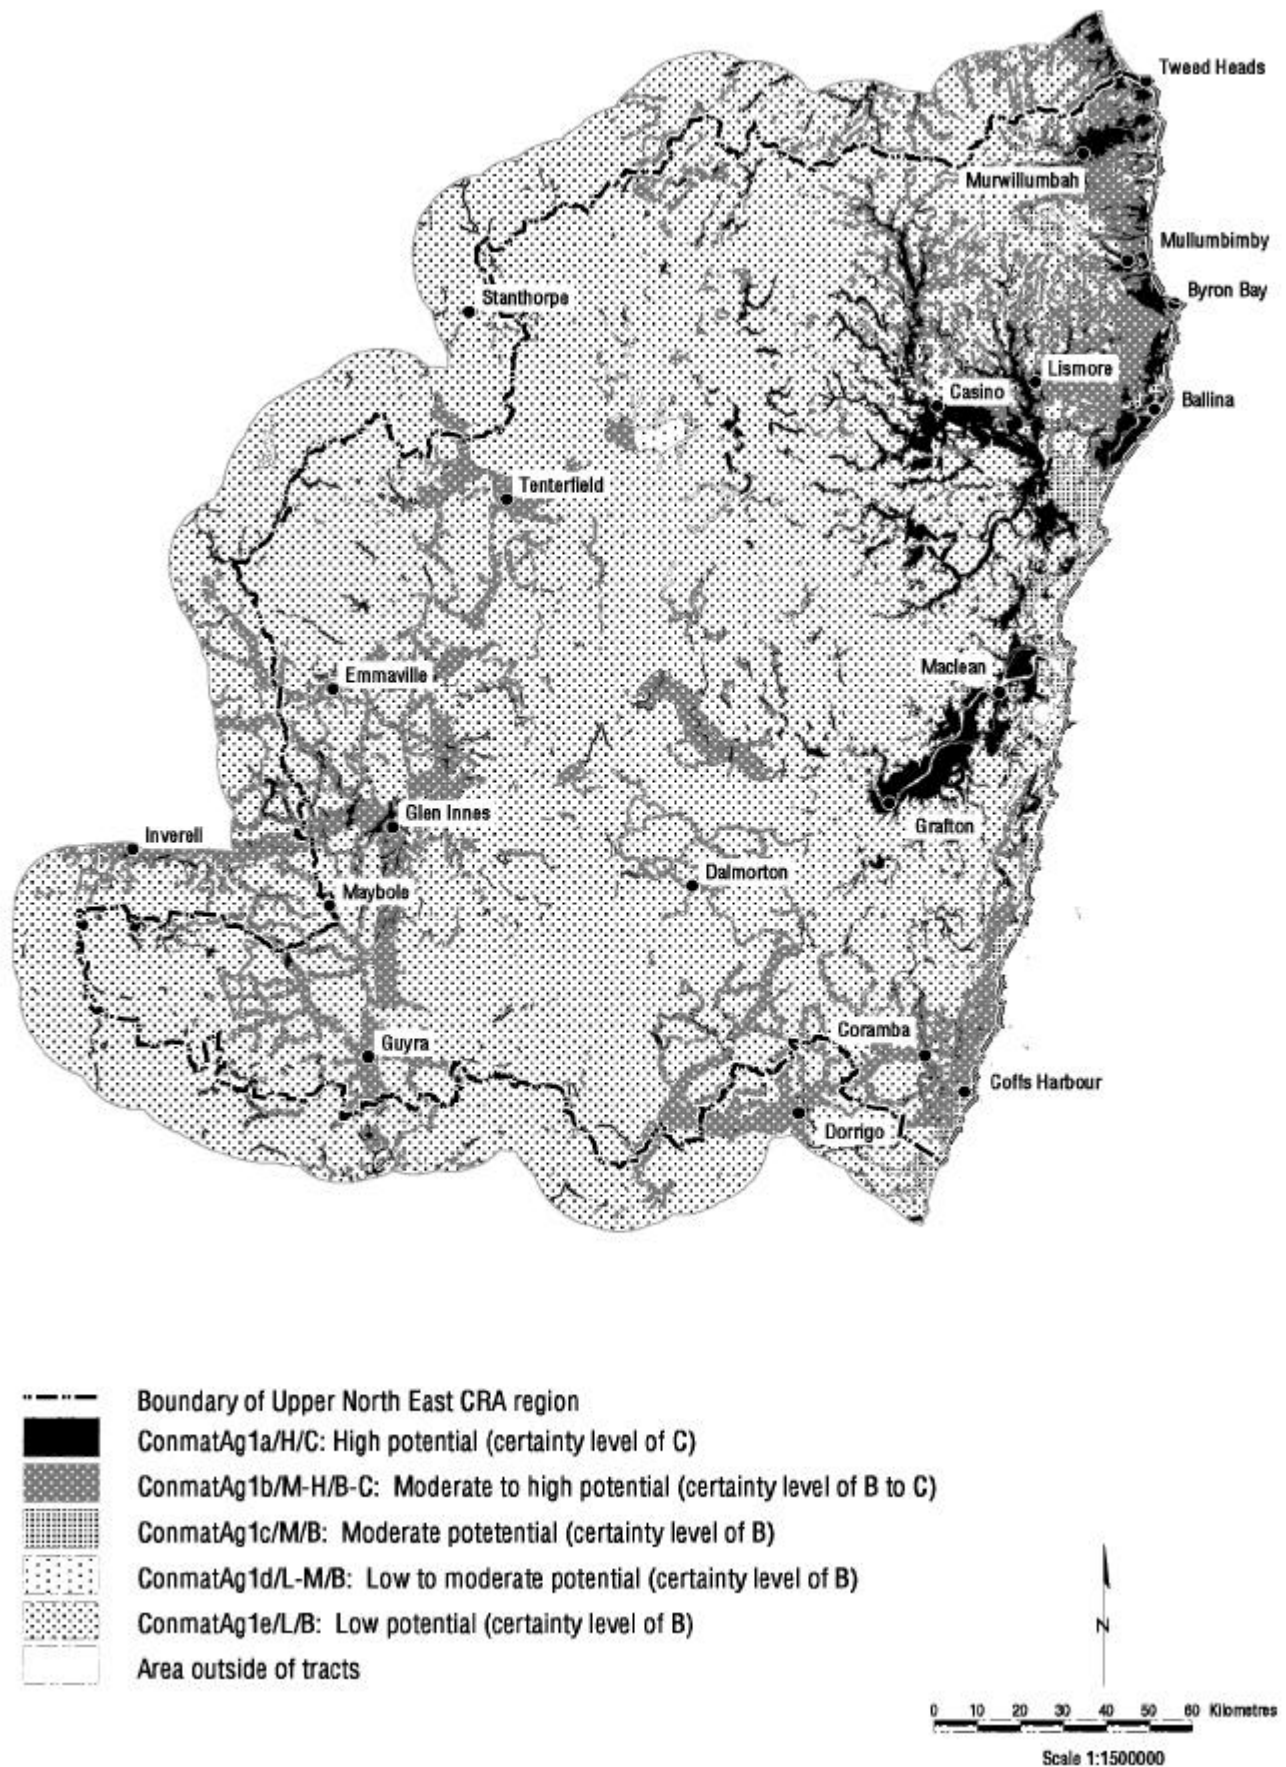 Tweed Heads
Murwillumbah
Mullumbimby
Stanthorpe
Byron Bay
Lismore
Casino
Ballina
Tenterfield
Maclean
Emmaville
Glen Innes
Grafton
Inverell
Dalmorton
Maybole
Coramba
Guyra
Coffs Harbour
Dorrigo
Boundary of Upper North East CRA region
ConmatAg1a/H/C: High potential (certainty level of C)
ConmatAg1b/M-H/B-C: Moderate to high potential (certainty level of B to C)
ConmatAg1c/M/B: Moderate potetential (certainty level of B)
ConmatAg1d/L-M/B: Low to moderate potential (certainty level of B)
ConmatAg1e/L/B: Low potential (certainty level of B)
Area outside of tracts
N
0 10 20 30 40 50 60 Kilometres
Scale 1:1500000